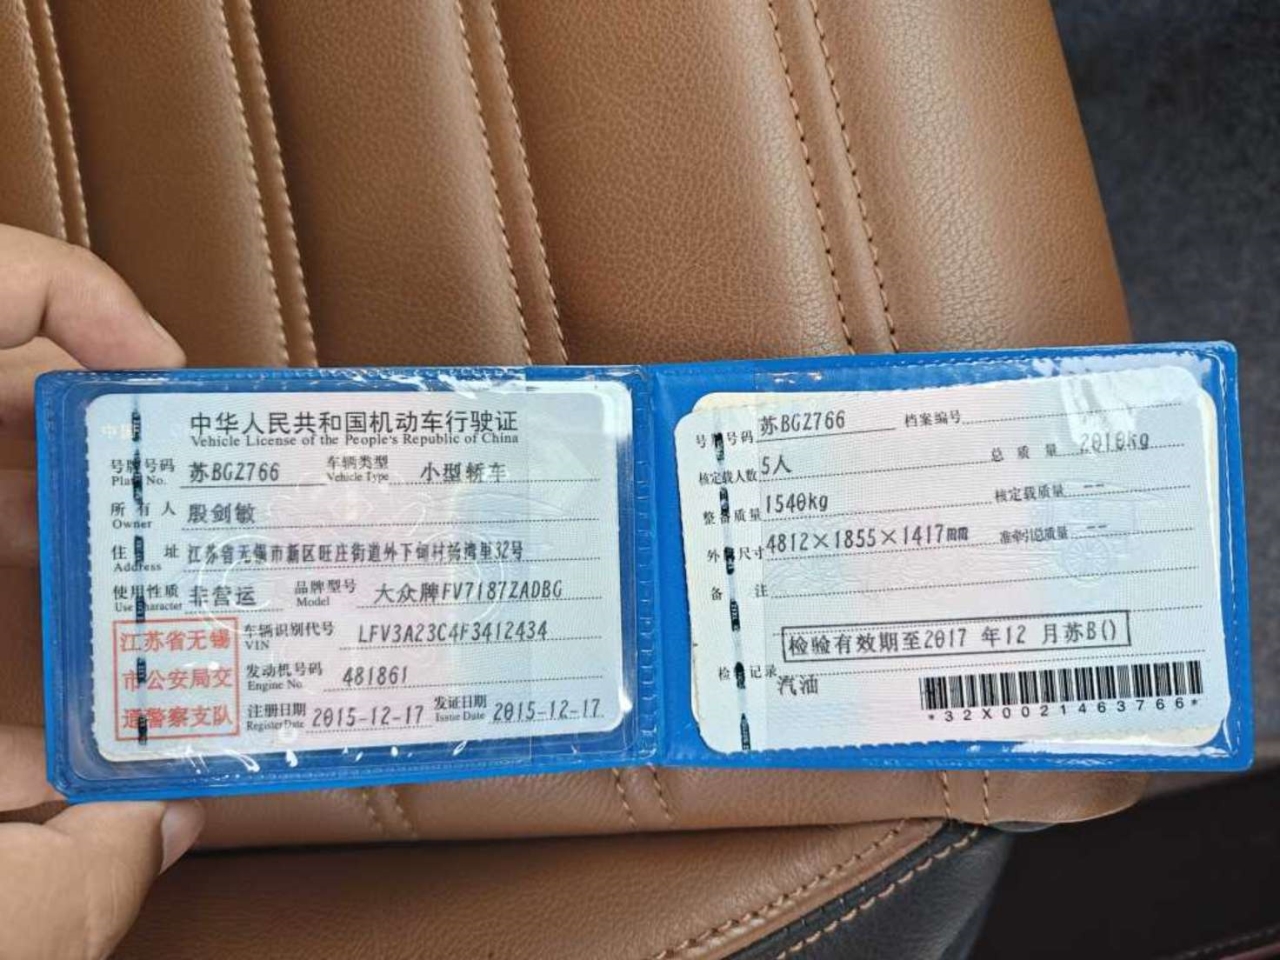 中华人民共和国机动车行驶证
Vehicle License of the People's Republic of China
号牌号码 苏BGZ766 车辆类型 小型轿车
Plate No. Vehicle Type
所有人 殷剑敏
Owner
住址 江苏省无锡市新区旺庄街道外下甸村杨湾里32号
Address
使用性质 非营运 品牌型号 大众牌FV7187ZADBG
Use Character Model
江苏省无锡
市公安局交
通警察支队
车辆识别代号 LFV3A23C4F3412434
VIN
发动机号码 481861
Engine No.
注册日期 2015-12-17 发证日期 2015-12-17
Register Date Issue Date
号牌号码 苏BGZ766 档案编号
核定载人数 5人 总质量 2010kg
整备质量 1540kg 核定载质量 --
外廓尺寸 4812×1855×1417mm 准牵引总质量 --
备注
检验有效期至2017年12月苏B()
检验记录
汽油
*32X0021463766*